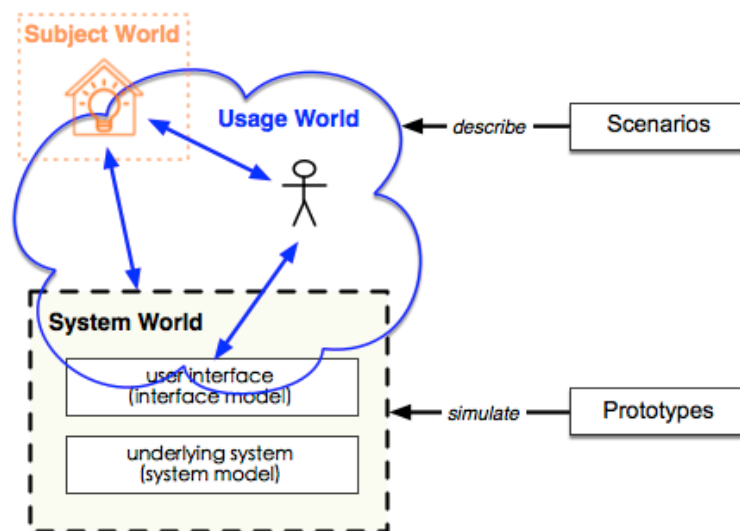 Subject World
Usage World
describe
Scenarios
System World
user interface
(interface model)
simulate
Prototypes
underlying system
(system model)